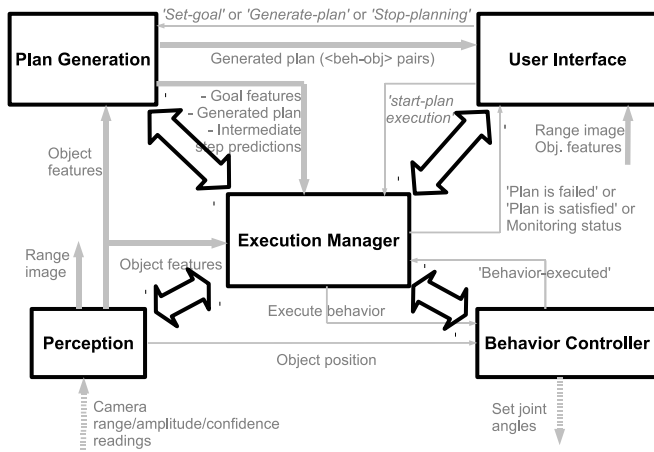 'Set-goal' or 'Generate-plan' or 'Stop-planning'
Plan Generation
Generated plan (<beh-obj> pairs)
User Interface
- Goal features
- Generated plan
- Intermediate
step predictions
'start-plan
execution'
Range image
Obj. features
Object
features
'Plan is failed' or
'Plan is satisfied' or
Monitoring status
Execution Manager
Range
image
Object features
'Behavior-executed'
Execute behavior
Perception
Object position
Behavior Controller
Camera
range/amplitude/confidence
readings
Set joint
angles